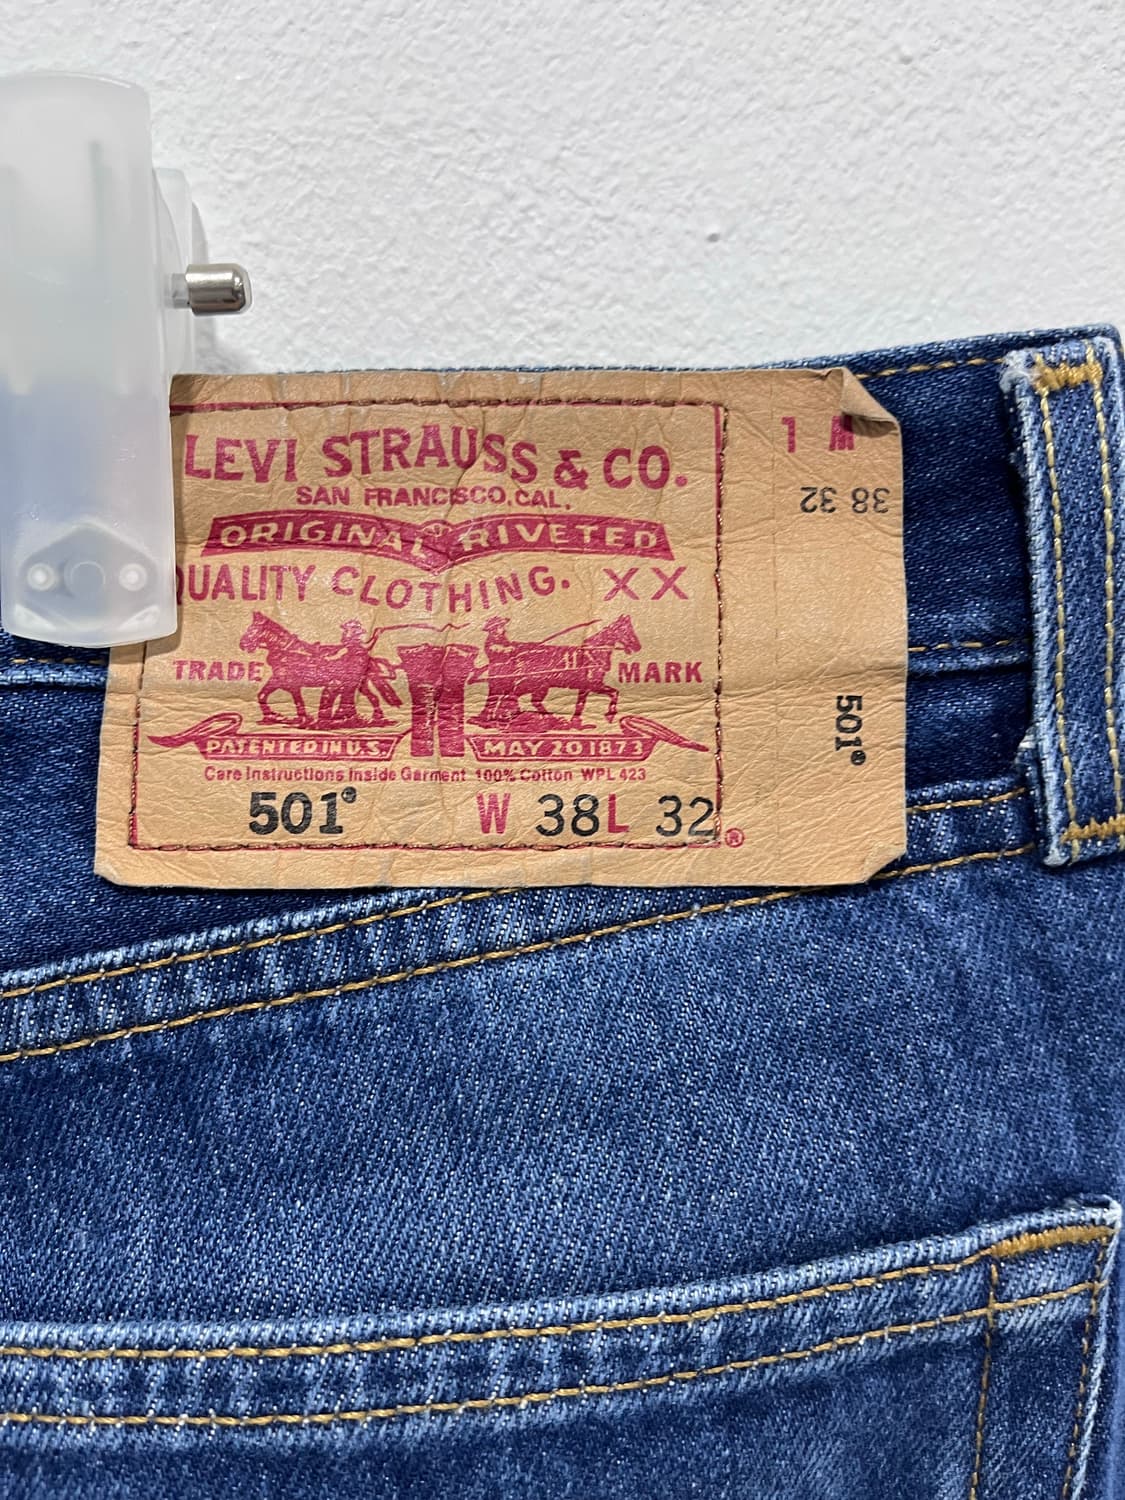 LEVI STRAUSS & CO.
SAN FRANCISCO, CAL.
ORIGINAL RIVETED
QUALITY CLOTHING. XX
TRADE MARK
PATENTED IN U.S. MAY 20 1873
Care Instructions Inside Garment 100% Cotton WPL 423
501® W 38 L 32 ®
1 M
38 32
501®